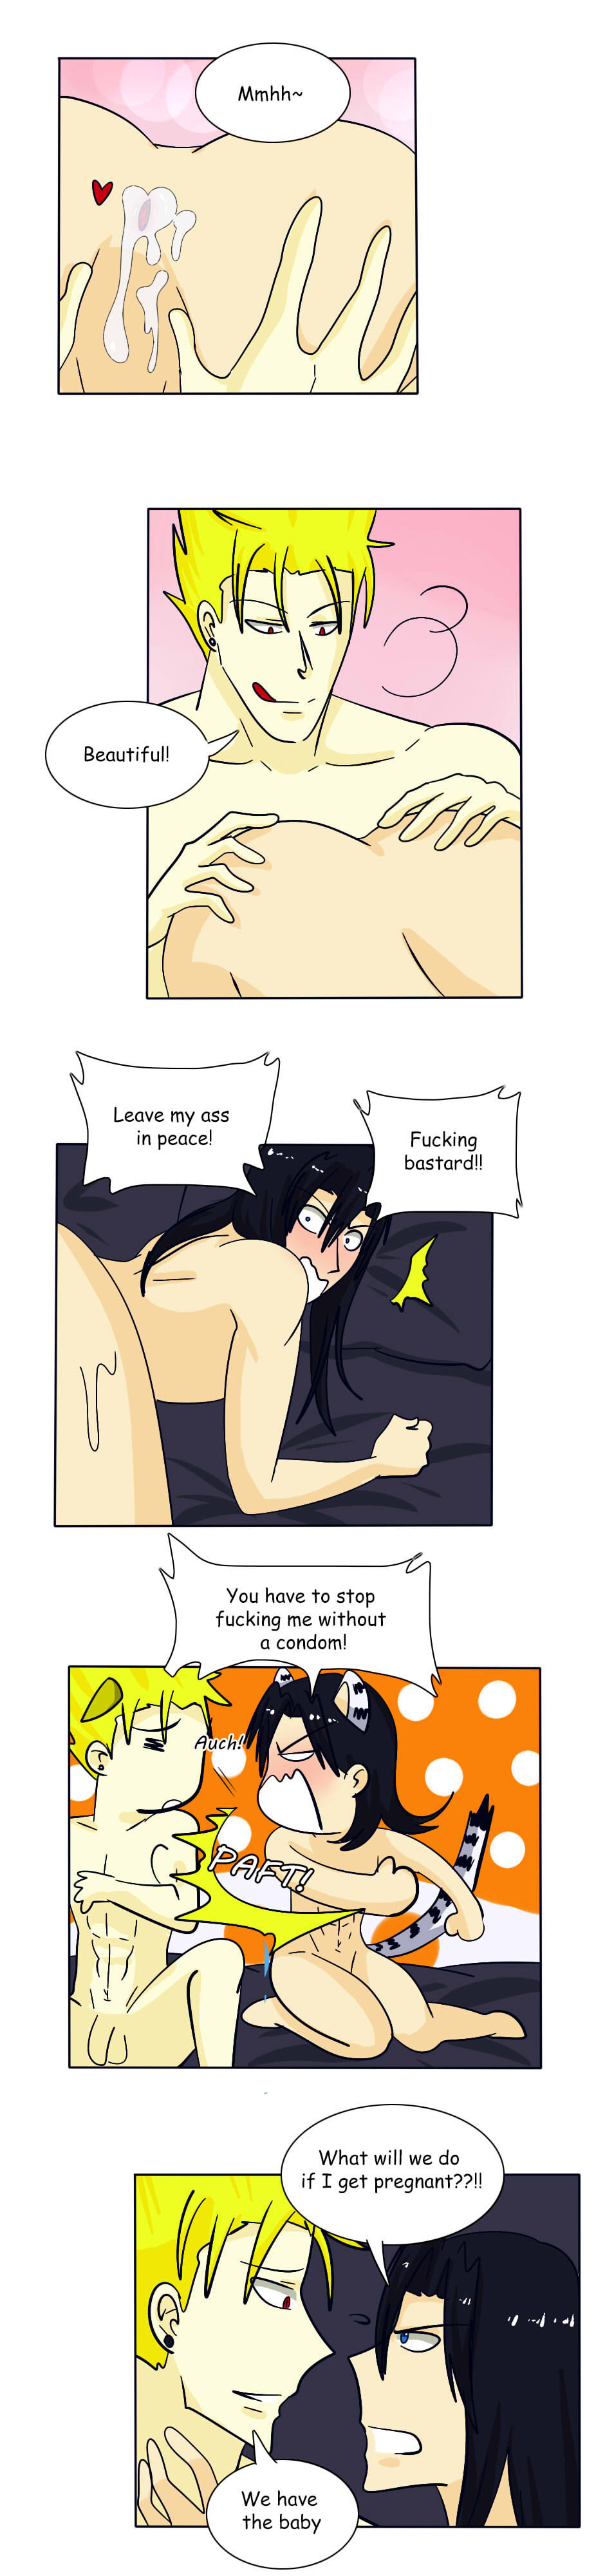 Mmhh~
Beautiful!
Leave my ass
in peace!
Fucking
bastard!!
You have to stop
fucking me without
a condom!
Auch!
PAFT!
What will we do
if I get pregnant??!!
We have
the baby